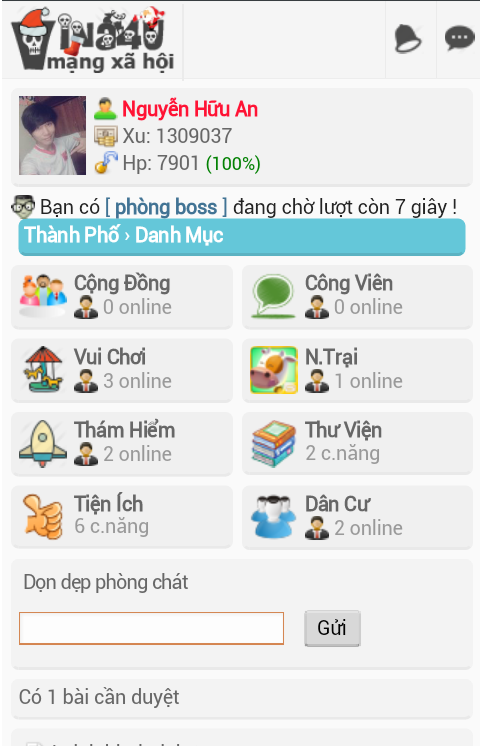 Vina4u
mạng xã hội
Nguyễn Hữu An
Xu: 1309037
Hp: 7901 (100%)
Bạn có [ phòng boss ] đang chờ lượt còn 7 giây !
Thành Phố › Danh Mục
Cộng Đồng
0 online
Công Viên
0 online
Vui Chơi
3 online
N.Trại
1 online
Thám Hiểm
2 online
Thư Viện
2 c.năng
Tiện Ích
6 c.năng
Dân Cư
2 online
Dọn dẹp phòng chát
Gửi
Có 1 bài cần duyệt